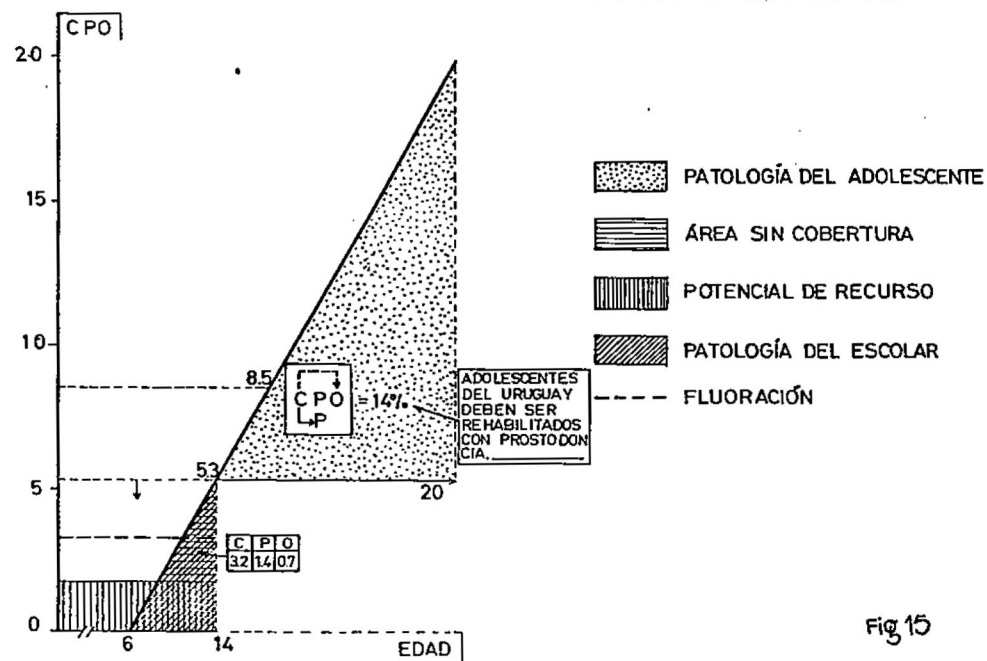 CPO
20
15
10
5
0
8.5
5.3
CPO = 14%
P
ADOLESCENTES
DEL URUGUAY
DEBEN SER
REHABILITADOS
CON PROSTODON
CIA.
20
C P O
3.2 1.4 0.7
6 14 EDAD
PATOLOGÍA DEL ADOLESCENTE
ÁREA SIN COBERTURA
POTENCIAL DE RECURSO
PATOLOGÍA DEL ESCOLAR
FLUORACIÓN
Fig 15